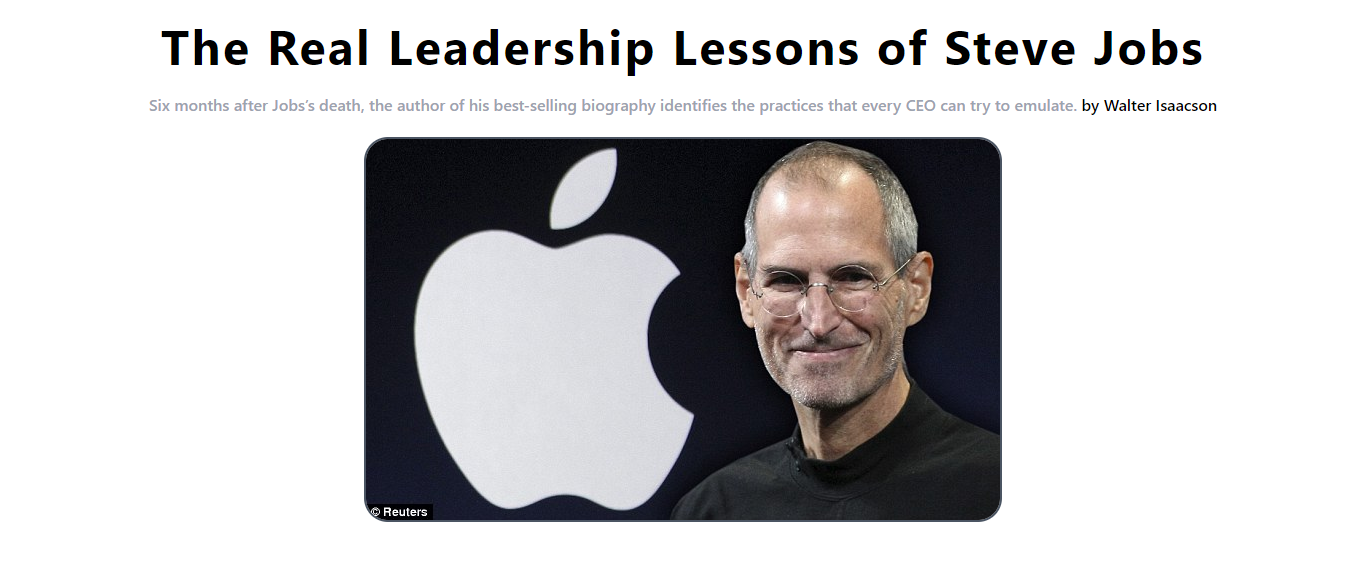 The Real Leadership Lessons of Steve Jobs
Six months after Jobs's death, the author of his best-selling biography identifies the practices that every CEO can try to emulate. by Walter Isaacson
© Reuters